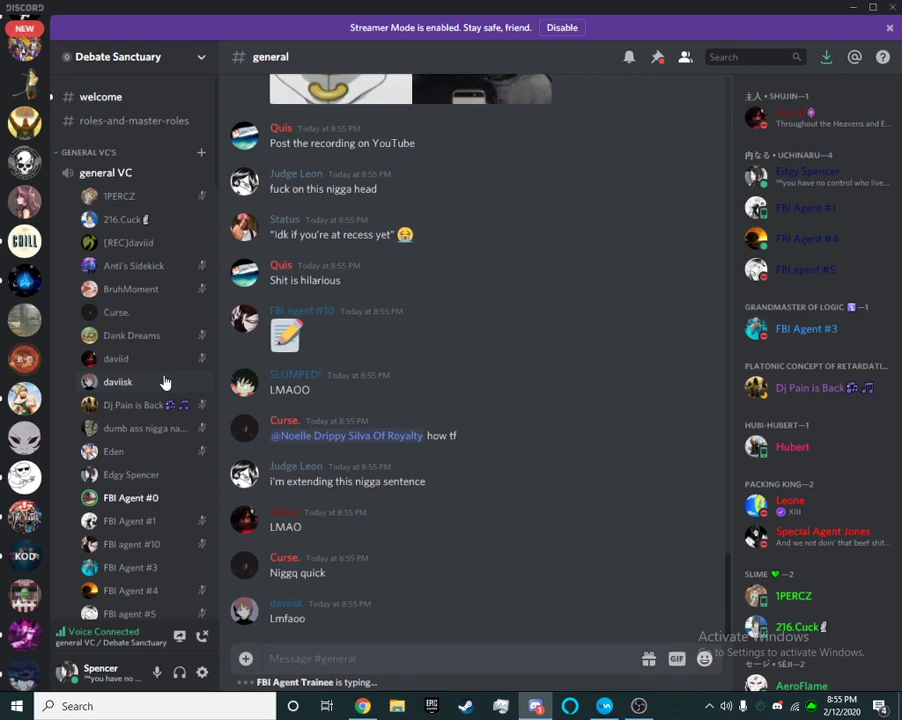 DISCORD
NEW
Streamer Mode is enabled. Stay safe, friend.
Disable
Debate Sanctuary
# general
Search
# welcome
# roles-and-master-roles
GENERAL VC'S
general VC
1PERCZ
216.Cuck
[REC]daviid
Anti's Sidekick
BruhMoment
Curse.
Dank Dreams
daviid
daviisk
Dj Pain is Back
dumb ass nigga na...
Eden
Edgy Spencer
FBI Agent #0
FBI Agent #1
FBI agent #10
FBI Agent #3
FBI Agent #4
FBI agent #5
Voice Connected
general VC / Debate Sanctuary
Spencer
"you have no ...
CHILL
KOD
Quis Today at 8:55 PM
Post the recording on YouTube
Judge Leon Today at 8:55 PM
fuck on this nigga head
Status Today at 8:55 PM
“Idk if you're at recess yet” 😭
Quis Today at 8:55 PM
Shit is hilarious
FBI agent #10 Today at 8:55 PM
📝
SLUMPED! Today at 8:55 PM
LMAOO
Curse. Today at 8:55 PM
@Noelle Drippy Silva Of Royalty how tf
Judge Leon Today at 8:55 PM
i'm extending this nigga sentence
Today at 8:55 PM
LMAO
Curse. Today at 8:55 PM
Niggq quick
daviisk Today at 8:55 PM
Lmfaoo
Message #general
GIF
FBI Agent Trainee is typing...
主人 • SHUJIN—1
Throughout the Heavens and E...
内なる • UCHINARU—4
Edgy Spencer
"you have no control who live...
FBI Agent #1
FBI Agent #4
FBI agent #5
GRANDMASTER OF LOGIC —1
FBI Agent #3
PLATONIC CONCEPT OF RETARDATI...
Dj Pain is Back
HUBI-HUBERT—1
Hubert
PACKING KING—2
Leone
XIII
Special Agent Jones
And we not doin' that beef shit...
SLIME 💚—2
1PERCZ
216.Cuck
セージ • SEJI—2
AeroFlame
Activate Windows
Go to Settings to activate Windows.
Search
8:55 PM
2/12/2020
4